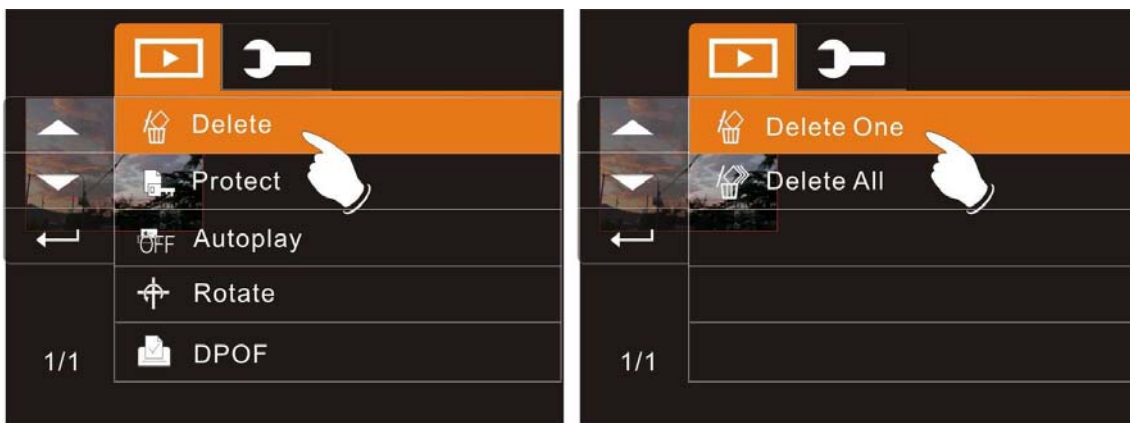 Delete
Protect
OFF Autoplay
Rotate
DPOF
1/1
Delete One
Delete All
1/1